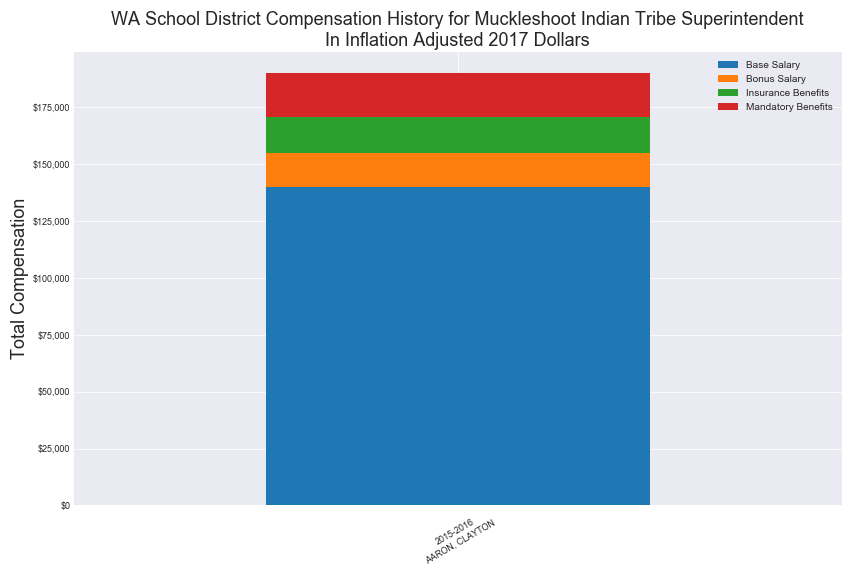 WA School District Compensation History for Muckleshoot Indian Tribe Superintendent
In Inflation Adjusted 2017 Dollars
Base Salary
Bonus Salary
Insurance Benefits
Mandatory Benefits
Total Compensation
$175,000
$150,000
$125,000
$100,000
$75,000
$50,000
$25,000
$0
2015-2016
AARON, CLAYTON